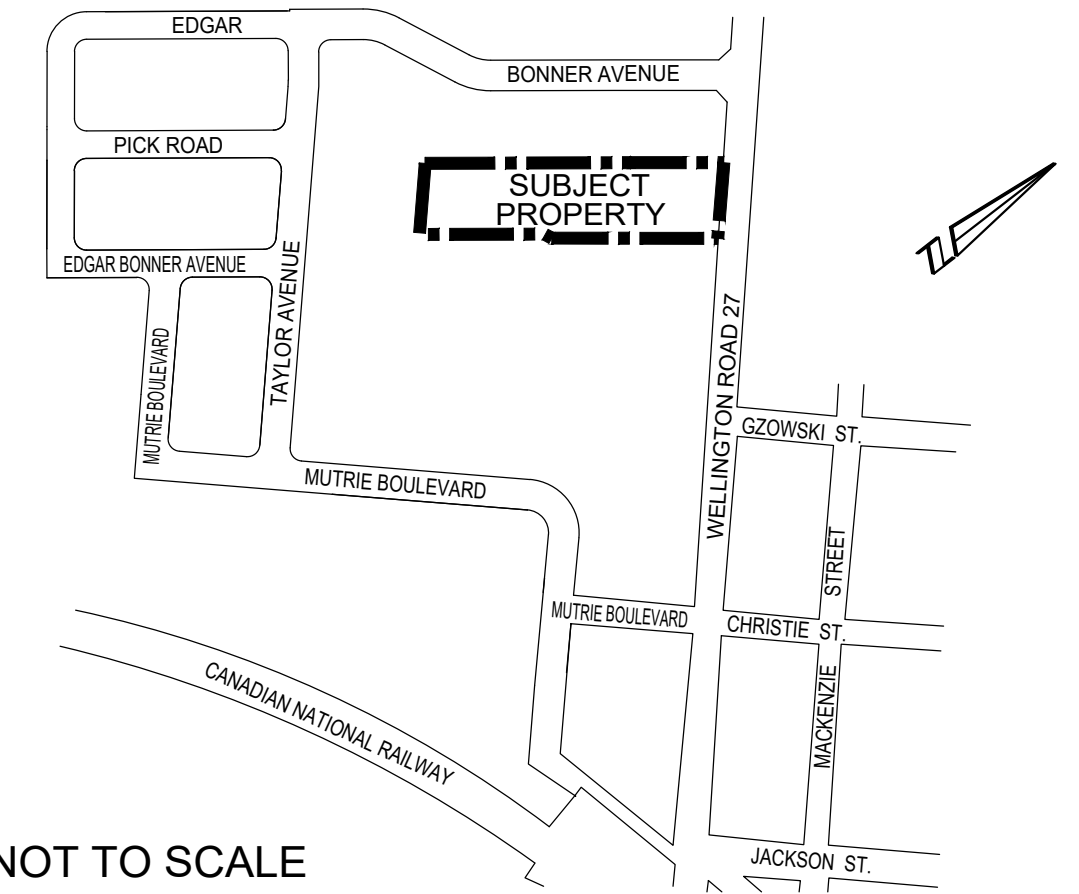 EDGAR
BONNER AVENUE
PICK ROAD
SUBJECT
PROPERTY
EDGAR BONNER AVENUE
TAYLOR AVENUE
MUTRIE BOULEVARD
WELLINGTON ROAD 27
GZOWSKI ST.
MUTRIE BOULEVARD
MACKENZIE STREET
MUTRIE BOULEVARD
CHRISTIE ST.
CANADIAN NATIONAL RAILWAY
NOT TO SCALE
JACKSON ST.